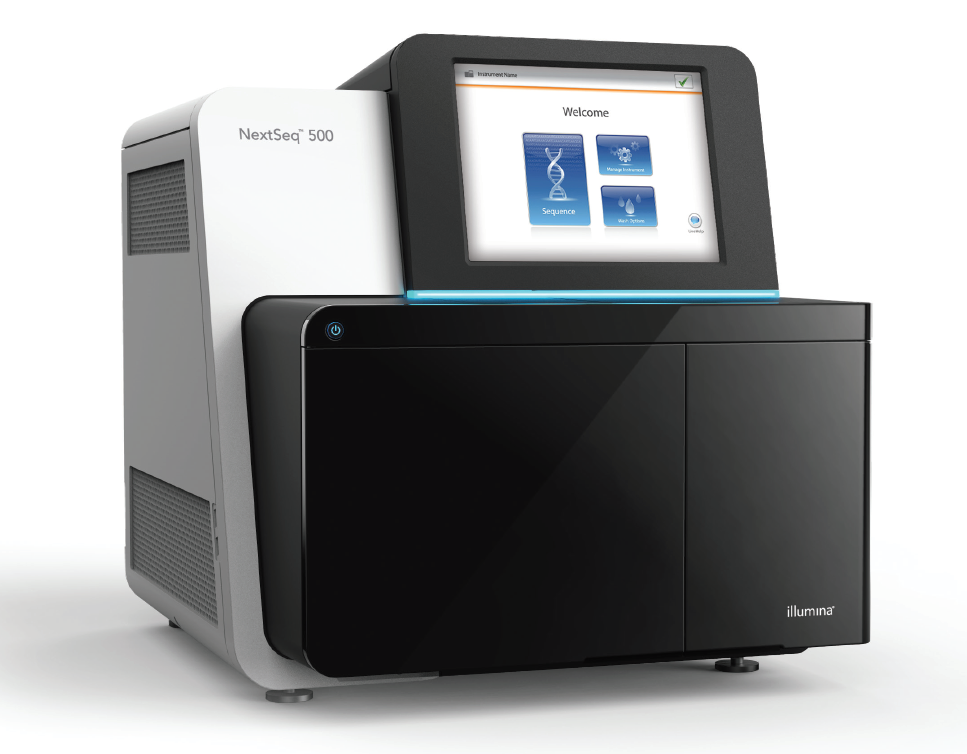 Instrument Name
NextSeq™ 500
Welcome
Manage Instrument
Sequence
illumina®